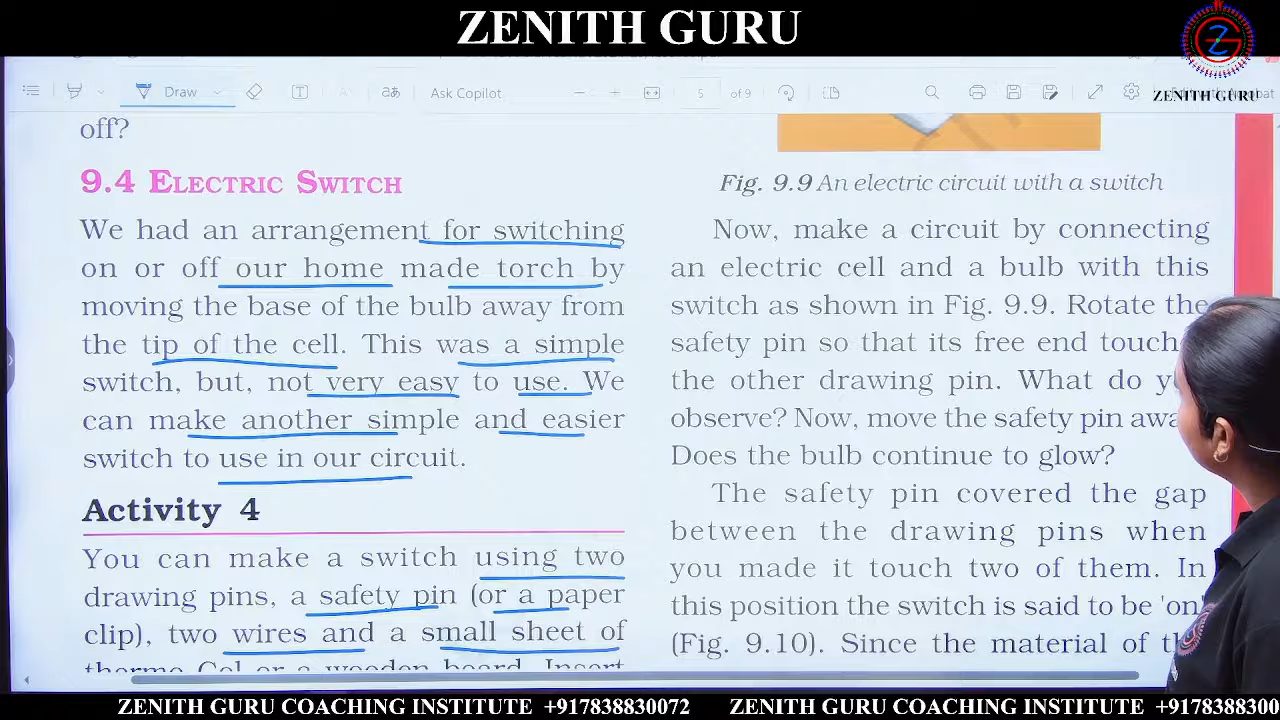 ZENITH GURU
Draw
Ask Copilot
5
of 9
ZENITH GURU
off?
9.4 ELECTRIC SWITCH
We had an arrangement for switching
on or off our home made torch by
moving the base of the bulb away from
the tip of the cell. This was a simple
switch, but, not very easy to use. We
can make another simple and easier
switch to use in our circuit.
Activity 4
You can make a switch using two
drawing pins, a safety pin (or a paper
clip), two wires and a small sheet of
thermo Col or a wooden board. Insert
Fig. 9.9 An electric circuit with a switch
Now, make a circuit by connecting
an electric cell and a bulb with this
switch as shown in Fig. 9.9. Rotate the
safety pin so that its free end touch
the other drawing pin. What do y
observe? Now, move the safety pin awa
Does the bulb continue to glow?
The safety pin covered the gap
between the drawing pins when
you made it touch two of them. In
this position the switch is said to be 'on'
(Fig. 9.10). Since the material of t
ZENITH GURU COACHING INSTITUTE +917838830072
ZENITH GURU COACHING INSTITUTE +9178388300